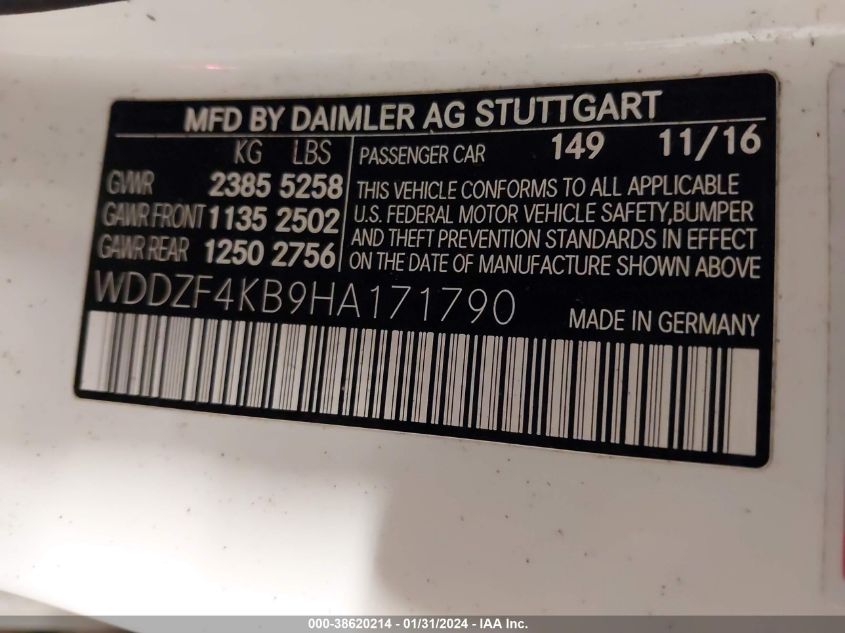 MFD BY DAIMLER AG STUTTGART
KG LBS
GVWR 2385 5258
GAWR FRONT 1135 2502
GAWR REAR 1250 2756
PASSENGER CAR 149 11/16
THIS VEHICLE CONFORMS TO ALL APPLICABLE
U.S. FEDERAL MOTOR VEHICLE SAFETY,BUMPER
AND THEFT PREVENTION STANDARDS IN EFFECT
ON THE DATE OF MANUFACTURE SHOWN ABOVE
WDDZF4KB9HA171790
MADE IN GERMANY
000-38620214 - 01/31/2024 - IAA Inc.